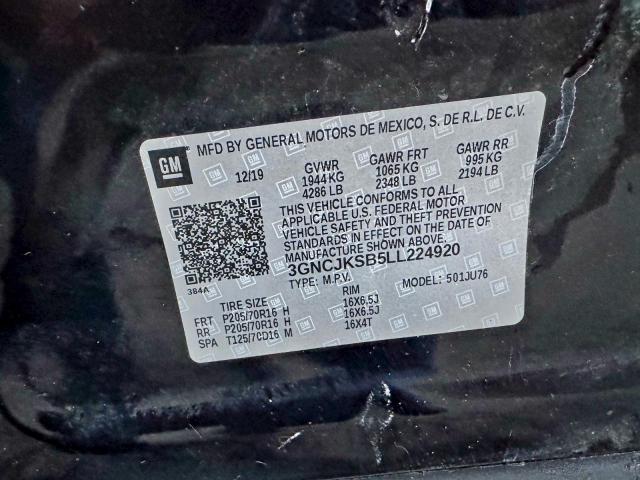 MFD BY GENERAL MOTORS DE MEXICO, S. DE R.L. DE C.V.
GM
12/19 GVWR GAWR FRT GAWR RR
1944 KG 1065 KG 995 KG
4286 LB 2348 LB 2194 LB
THIS VEHICLE CONFORMS TO ALL
APPLICABLE U.S. FEDERAL MOTOR
VEHICLE SAFETY AND THEFT PREVENTION
STANDARDS IN EFFECT ON THE DATE OF
MANUFACTURE SHOWN ABOVE.
3GNCJKSB5LL224920
384A
TYPE: M.P.V. MODEL: 501JU76
TIRE SIZE RIM
FRT P205/70R16 H 16X6.5J
RR P205/70R16 H 16X6.5J
SPA T125/70D16 M 16X4T